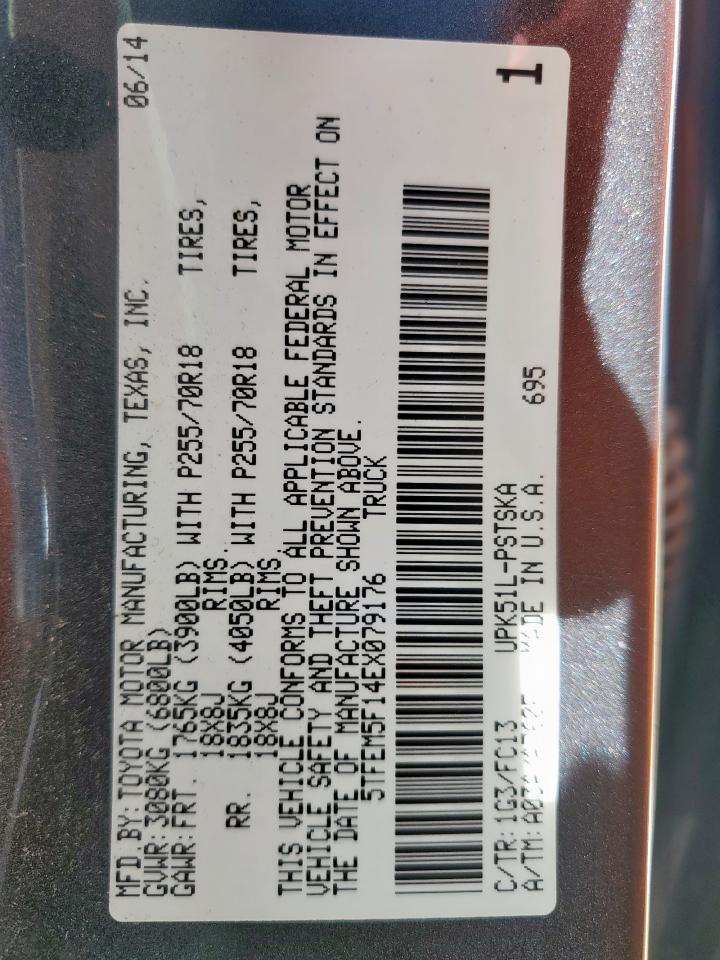 MFD.BY:TOYOTA MOTOR MANUFACTURING, TEXAS, INC. 06/14
GVWR:3080KG (6800LB)
GAWR:FRT. 1765KG (3900LB) WITH P255/70R18 TIRES,
18X8J RIMS.
RR. 1835KG (4050LB) WITH P255/70R18 TIRES,
18X8J RIMS.
THIS VEHICLE CONFORMS TO ALL APPLICABLE FEDERAL MOTOR
VEHICLE SAFETY AND THEFT PREVENTION STANDARDS IN EFFECT ON
THE DATE OF MANUFACTURE SHOWN ABOVE.
5TFEM5F14EX079176 TRUCK
C/TR:1G3/FC13 UPK51L-PSTSKA
A/TM: MADE IN U.S.A. 695
1